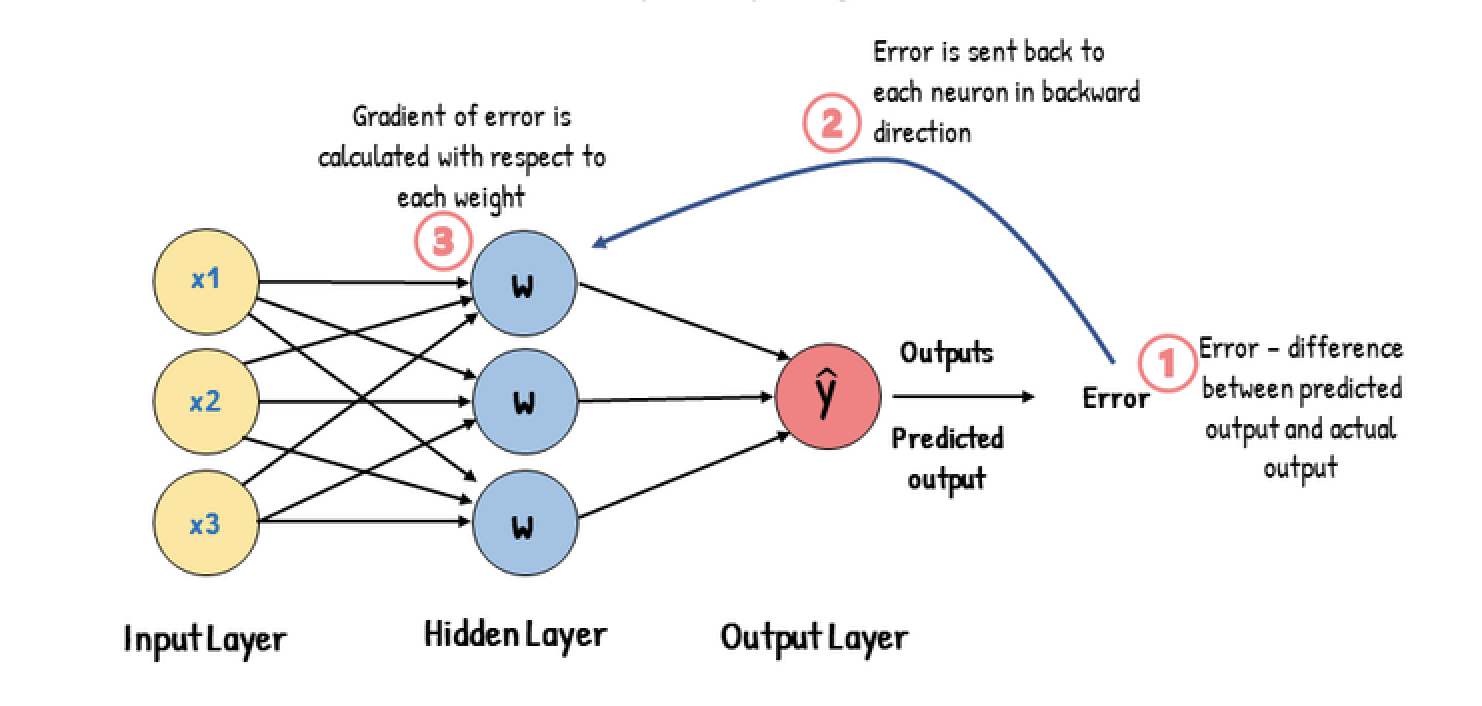 Error is sent back to
each neuron in backward
direction
2
Gradient of error is
calculated with respect to
each weight
3
x1
x2
x3
w
w
w
ŷ
Outputs
Predicted
output
Error
1
Error - difference
between predicted
output and actual
output
Input Layer
Hidden Layer
Output Layer